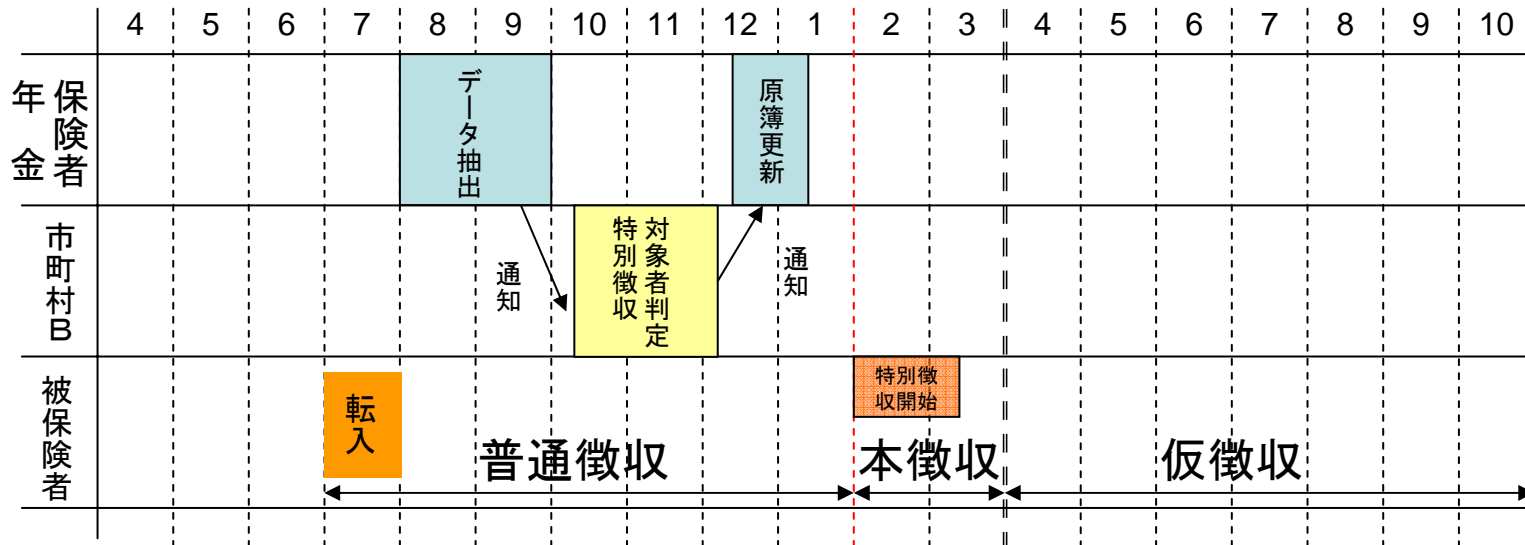 4 5 6 7 8 9 10 11 12 1 2 3 4 5 6 7 8 9 10
年金
保険者
データ抽出
原簿更新
市町村B
通知
特別徴収
対象者判定
通知
被保険者
転入
特別徴
収開始
普通徴収
本徴収
仮徴収